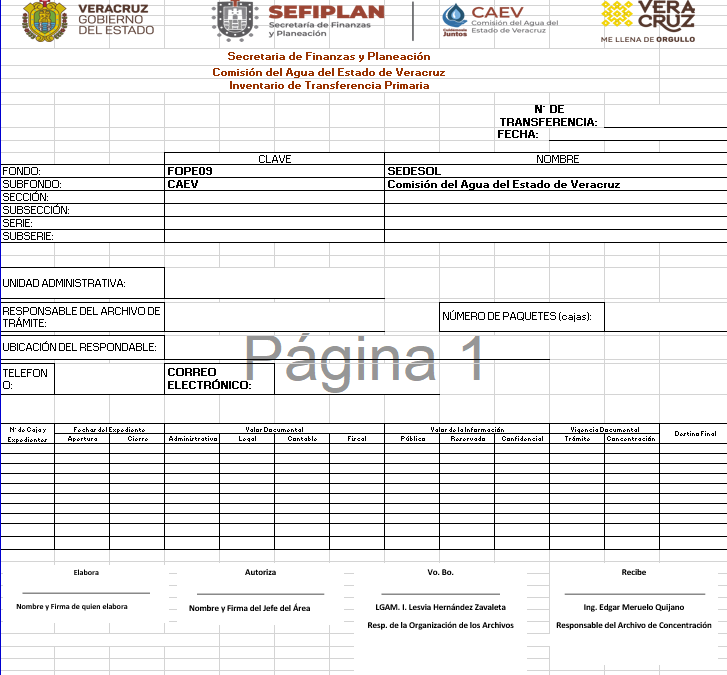 VERACRUZ
GOBIERNO
DEL ESTADO
SEFIPLAN
Secretaría de Finanzas
y Planeación
Juntos
CAEV
Comisión del Agua del
Estado de Veracruz
VERA
CRUZ
ME LLENA DE ORGULLO
Secretaria de Finanzas y Planeación
Comisión del Agua del Estado de Veracruz
Inventario de Transferencia Primaria
N° DE
TRANSFERENCIA:
FECHA:
CLAVE NOMBRE
FONDO: FOPE09 SEDESOL
SUBFONDO: CAEV Comisión del Agua del Estado de Veracruz
SECCIÓN:
SUBSECCIÓN:
SERIE:
SUBSERIE:
UNIDAD ADMINISTRATIVA:
RESPONSABLE DEL ARCHIVO DE
TRÁMITE:
NÚMERO DE PAQUETES (cajas):
UBICACIÓN DEL RESPONDABLE:
Página 1
TELEFON
O:
CORREO
ELECTRÓNICO:
N° de Caja y
Expedientes
Fechas del Expediente Valor Documental Valor de la Información Vigencia Documental Destino Final
Apertura Cierre Administrativo Legal Contable Fiscal Público Reservada Confidencial Trámite Concentración
Elabora Autoriza Vo. Bo. Recibe
Nombre y Firma de quien elabora Nombre y Firma del Jefe del Área LGAM. I. Lesvia Hernández Zavaleta Ing. Edgar Meruelo Quijano
Resp. de la Organización de los Archivos Responsable del Archivo de Concentración